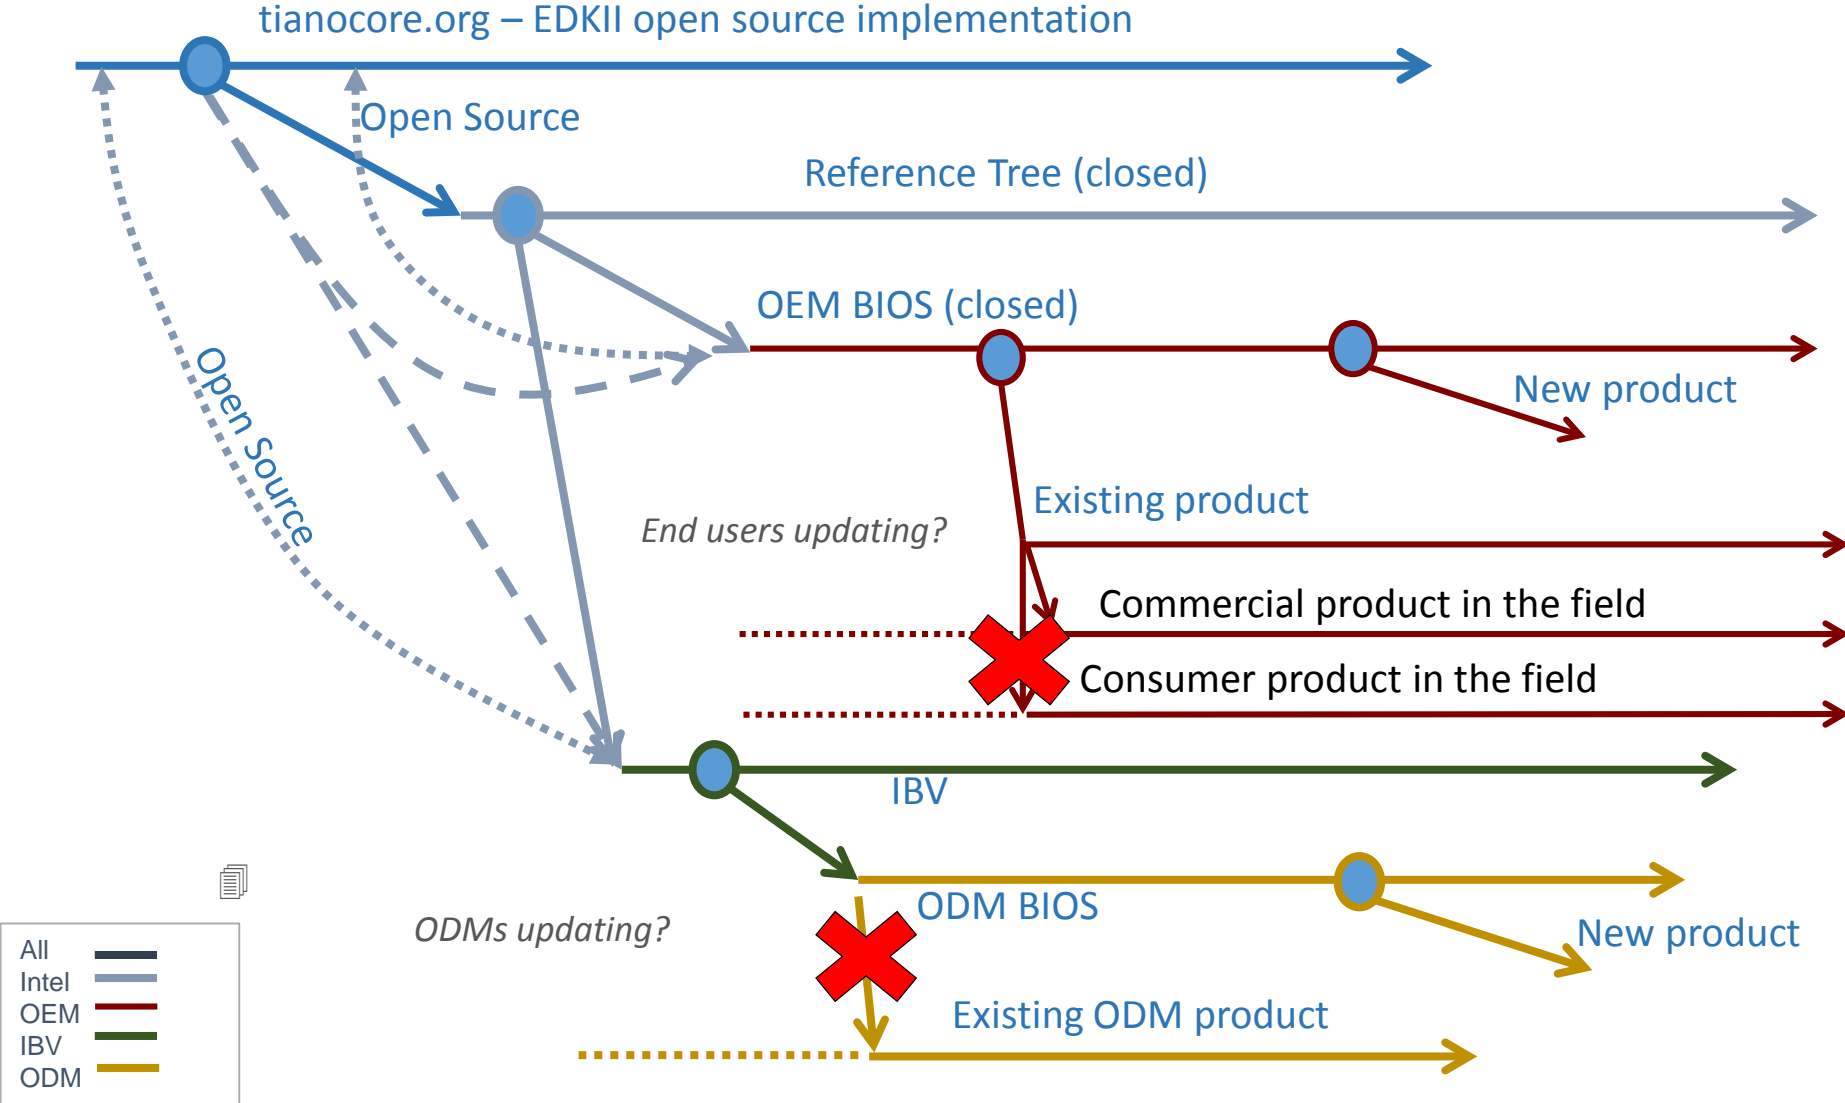 tianocore.org – EDKII open source implementation
Open Source
Reference Tree (closed)
OEM BIOS (closed)
New product
Open Source
Existing product
End users updating?
Commercial product in the field
Consumer product in the field
IBV
ODM BIOS
ODMs updating?
New product
Existing ODM product
All
Intel
OEM
IBV
ODM